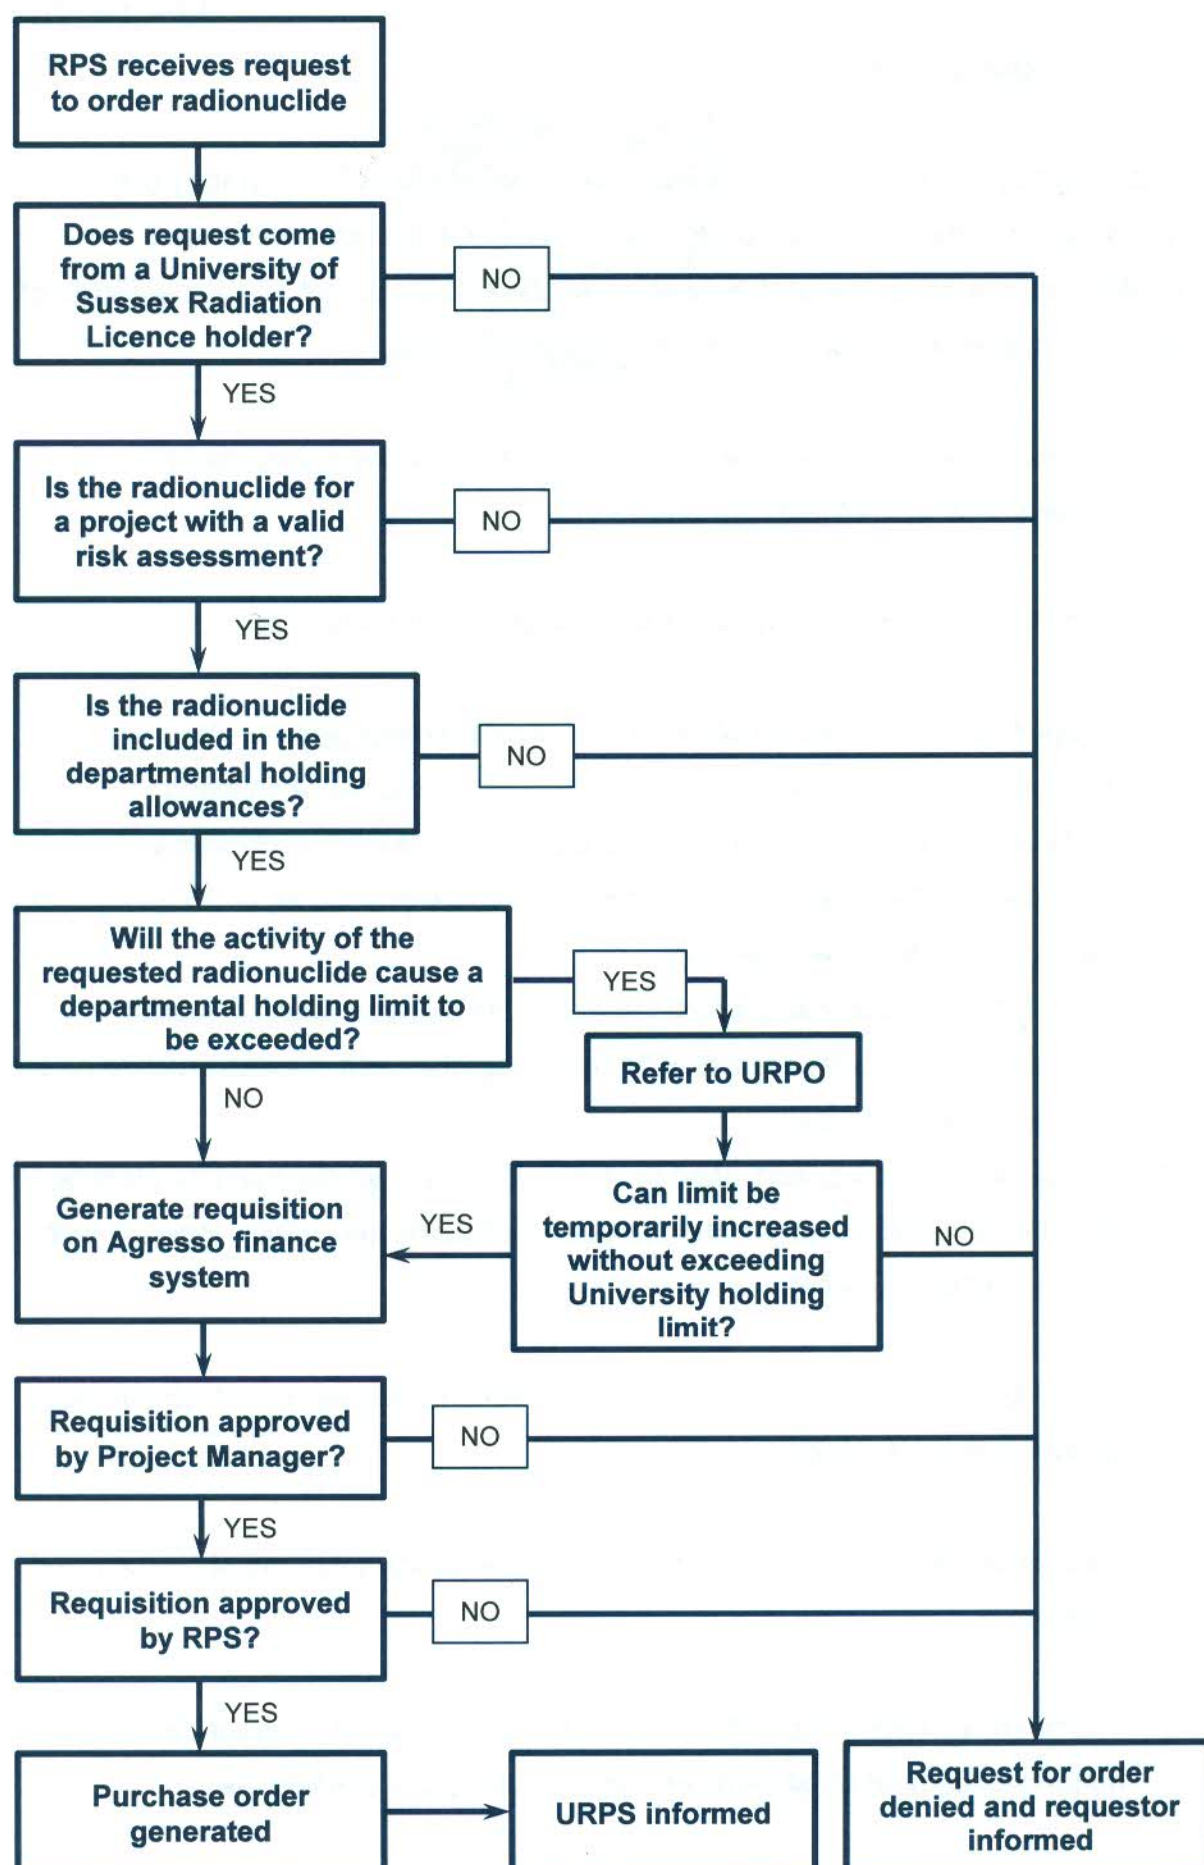 RPS receives request
to order radionuclide
Does request come
from a University of
Sussex Radiation
Licence holder?
NO
YES
Is the radionuclide for
a project with a valid
risk assessment?
NO
YES
Is the radionuclide
included in the
departmental holding
allowances?
NO
YES
Will the activity of the
requested radionuclide cause a
departmental holding limit to
be exceeded?
YES
Refer to URPO
NO
Can limit be
temporarily increased
without exceeding
University holding
limit?
YES
NO
Generate requisition
on Agresso finance
system
Requisition approved
by Project Manager?
NO
YES
Requisition approved
by RPS?
NO
YES
Purchase order
generated
URPS informed
Request for order
denied and requestor
informed